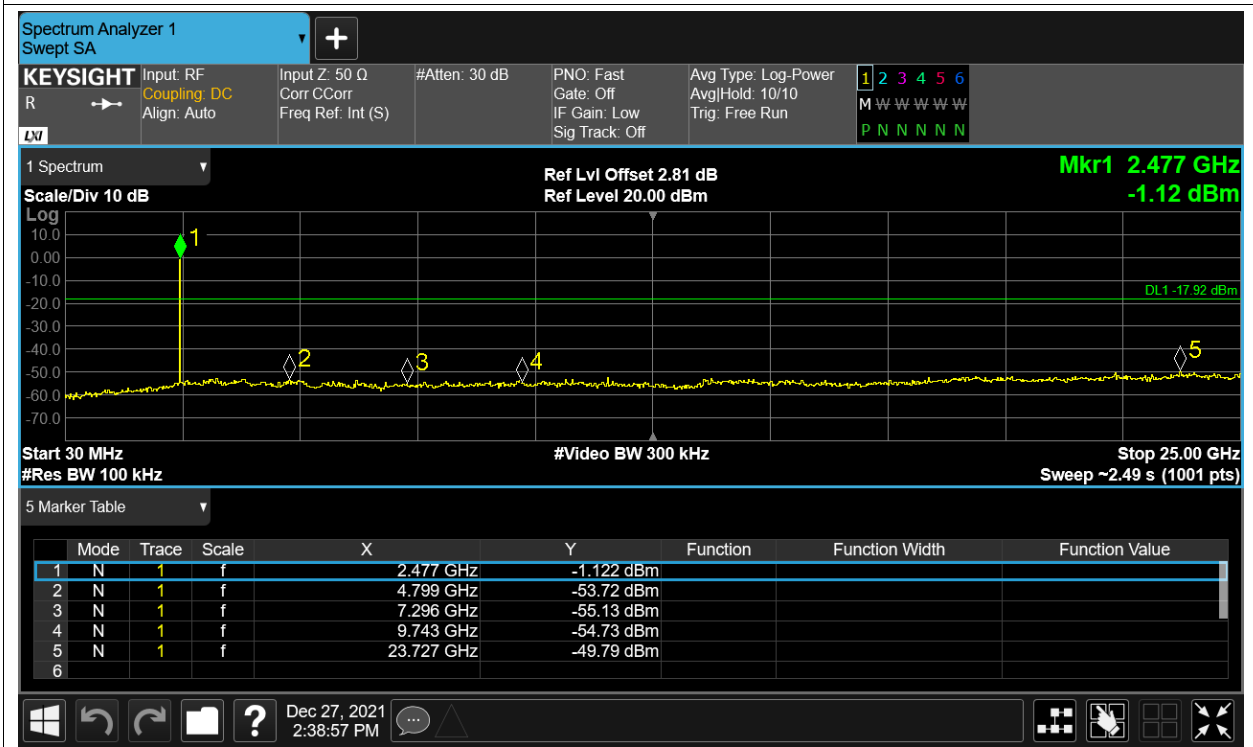 Spectrum Analyzer 1
Swept SA
KEYSIGHT
R
LXI
Input: RF
Coupling: DC
Align: Auto
Input Z: 50 Ω
Corr CCorr
Freq Ref: Int (S)
#Atten: 30 dB
PNO: Fast
Gate: Off
IF Gain: Low
Sig Track: Off
Avg Type: Log-Power
Avg|Hold: 10/10
Trig: Free Run
1 2 3 4 5 6
M W W W W W
P N N N N N
1 Spectrum
Scale/Div 10 dB
Ref Lvl Offset 2.81 dB
Ref Level 20.00 dBm
Mkr1 2.477 GHz
-1.12 dBm
Log
10.0
0.00
-10.0
-20.0
-30.0
-40.0
-50.0
-60.0
-70.0
1
DL1 -17.92 dBm
2
3
4
5
Start 30 MHz
#Video BW 300 kHz
Stop 25.00 GHz
#Res BW 100 kHz
Sweep ~2.49 s (1001 pts)
5 Marker Table
Mode Trace Scale X Y Function Function Width Function Value
1 N 1 f 2.477 GHz -1.122 dBm
2 N 1 f 4.799 GHz -53.72 dBm
3 N 1 f 7.296 GHz -55.13 dBm
4 N 1 f 9.743 GHz -54.73 dBm
5 N 1 f 23.727 GHz -49.79 dBm
6
?
Dec 27, 2021
2:38:57 PM